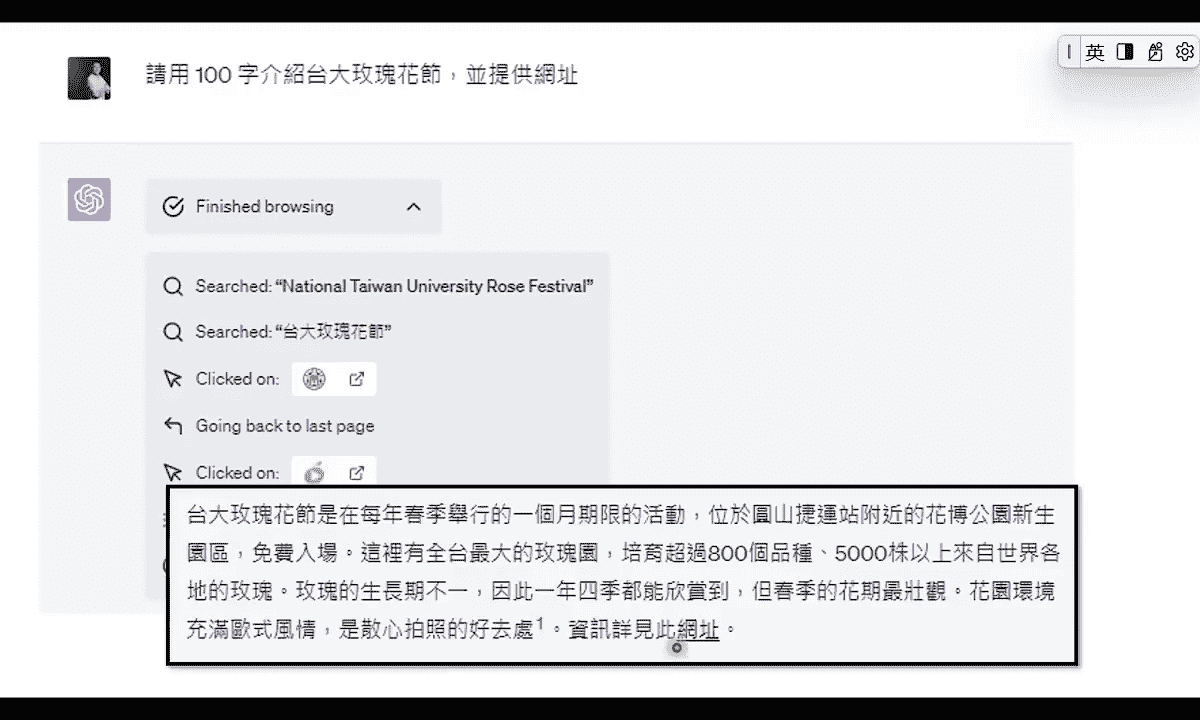 請用 100 字介紹台大玫瑰花節，並提供網址
英
Finished browsing
Searched: “National Taiwan University Rose Festival”
Searched: “台大玫瑰花節”
Clicked on:
Going back to last page
Clicked on:
台大玫瑰花節是在每年春季舉行的一個月期限的活動，位於圓山捷運站附近的花博公園新生
園區，免費入場。這裡有全台最大的玫瑰園，培育超過800個品種、5000株以上來自世界各
地的玫瑰。玫瑰的生長期不一，因此一年四季都能欣賞到，但春季的花期最壯觀。花園環境
充滿歐式風情，是散心拍照的好去處1。資訊詳見此網址。